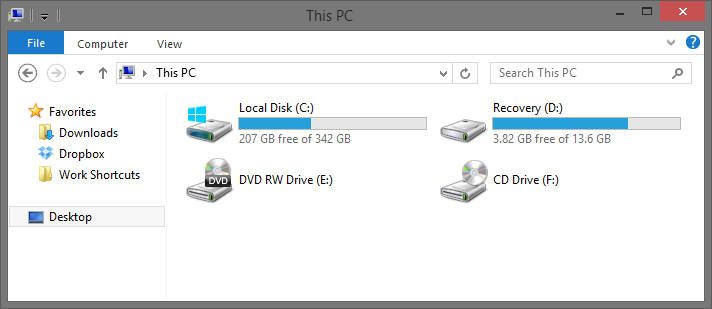 This PC
File
Computer
View
This PC
Search This PC
Favorites
Downloads
Dropbox
Work Shortcuts
Desktop
Local Disk (C:)
207 GB free of 342 GB
Recovery (D:)
3.82 GB free of 13.6 GB
DVD
DVD RW Drive (E:)
CD Drive (F:)